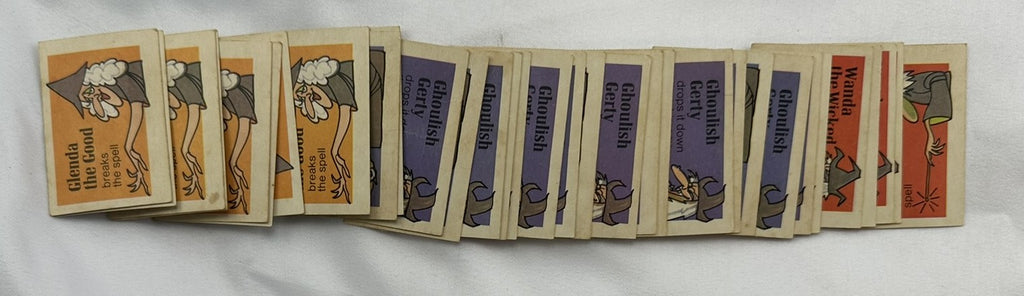 Glenda
the Good
breaks
the spell
breaks
the spell
Ghoulish
Gerty
drops
Ghoulish
Ghoulish
Ghoulish
Gerty
Ghoulish
Gerty
drops it down
Ghoulish
Wanda
the Wicked
spell